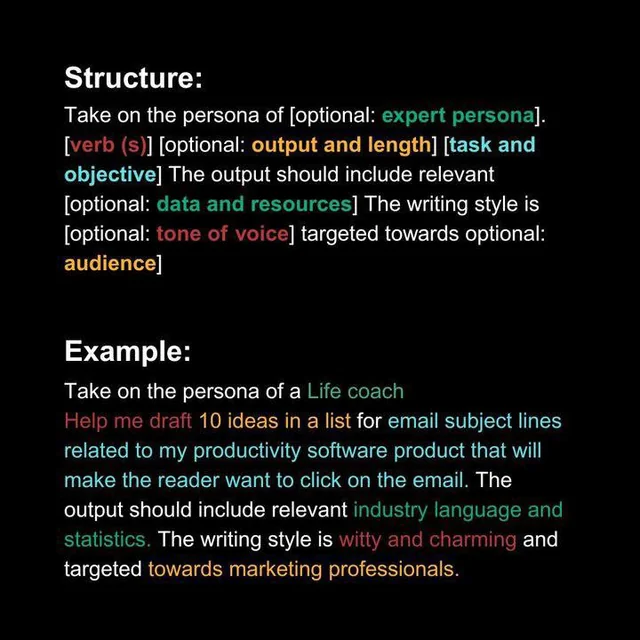 Structure:
Take on the persona of [optional: expert persona].
[verb (s)] [optional: output and length] [task and
objective] The output should include relevant
[optional: data and resources] The writing style is
[optional: tone of voice] targeted towards optional:
audience]
Example:
Take on the persona of a Life coach
Help me draft 10 ideas in a list for email subject lines
related to my productivity software product that will
make the reader want to click on the email. The
output should include relevant industry language and
statistics. The writing style is witty and charming and
targeted towards marketing professionals.